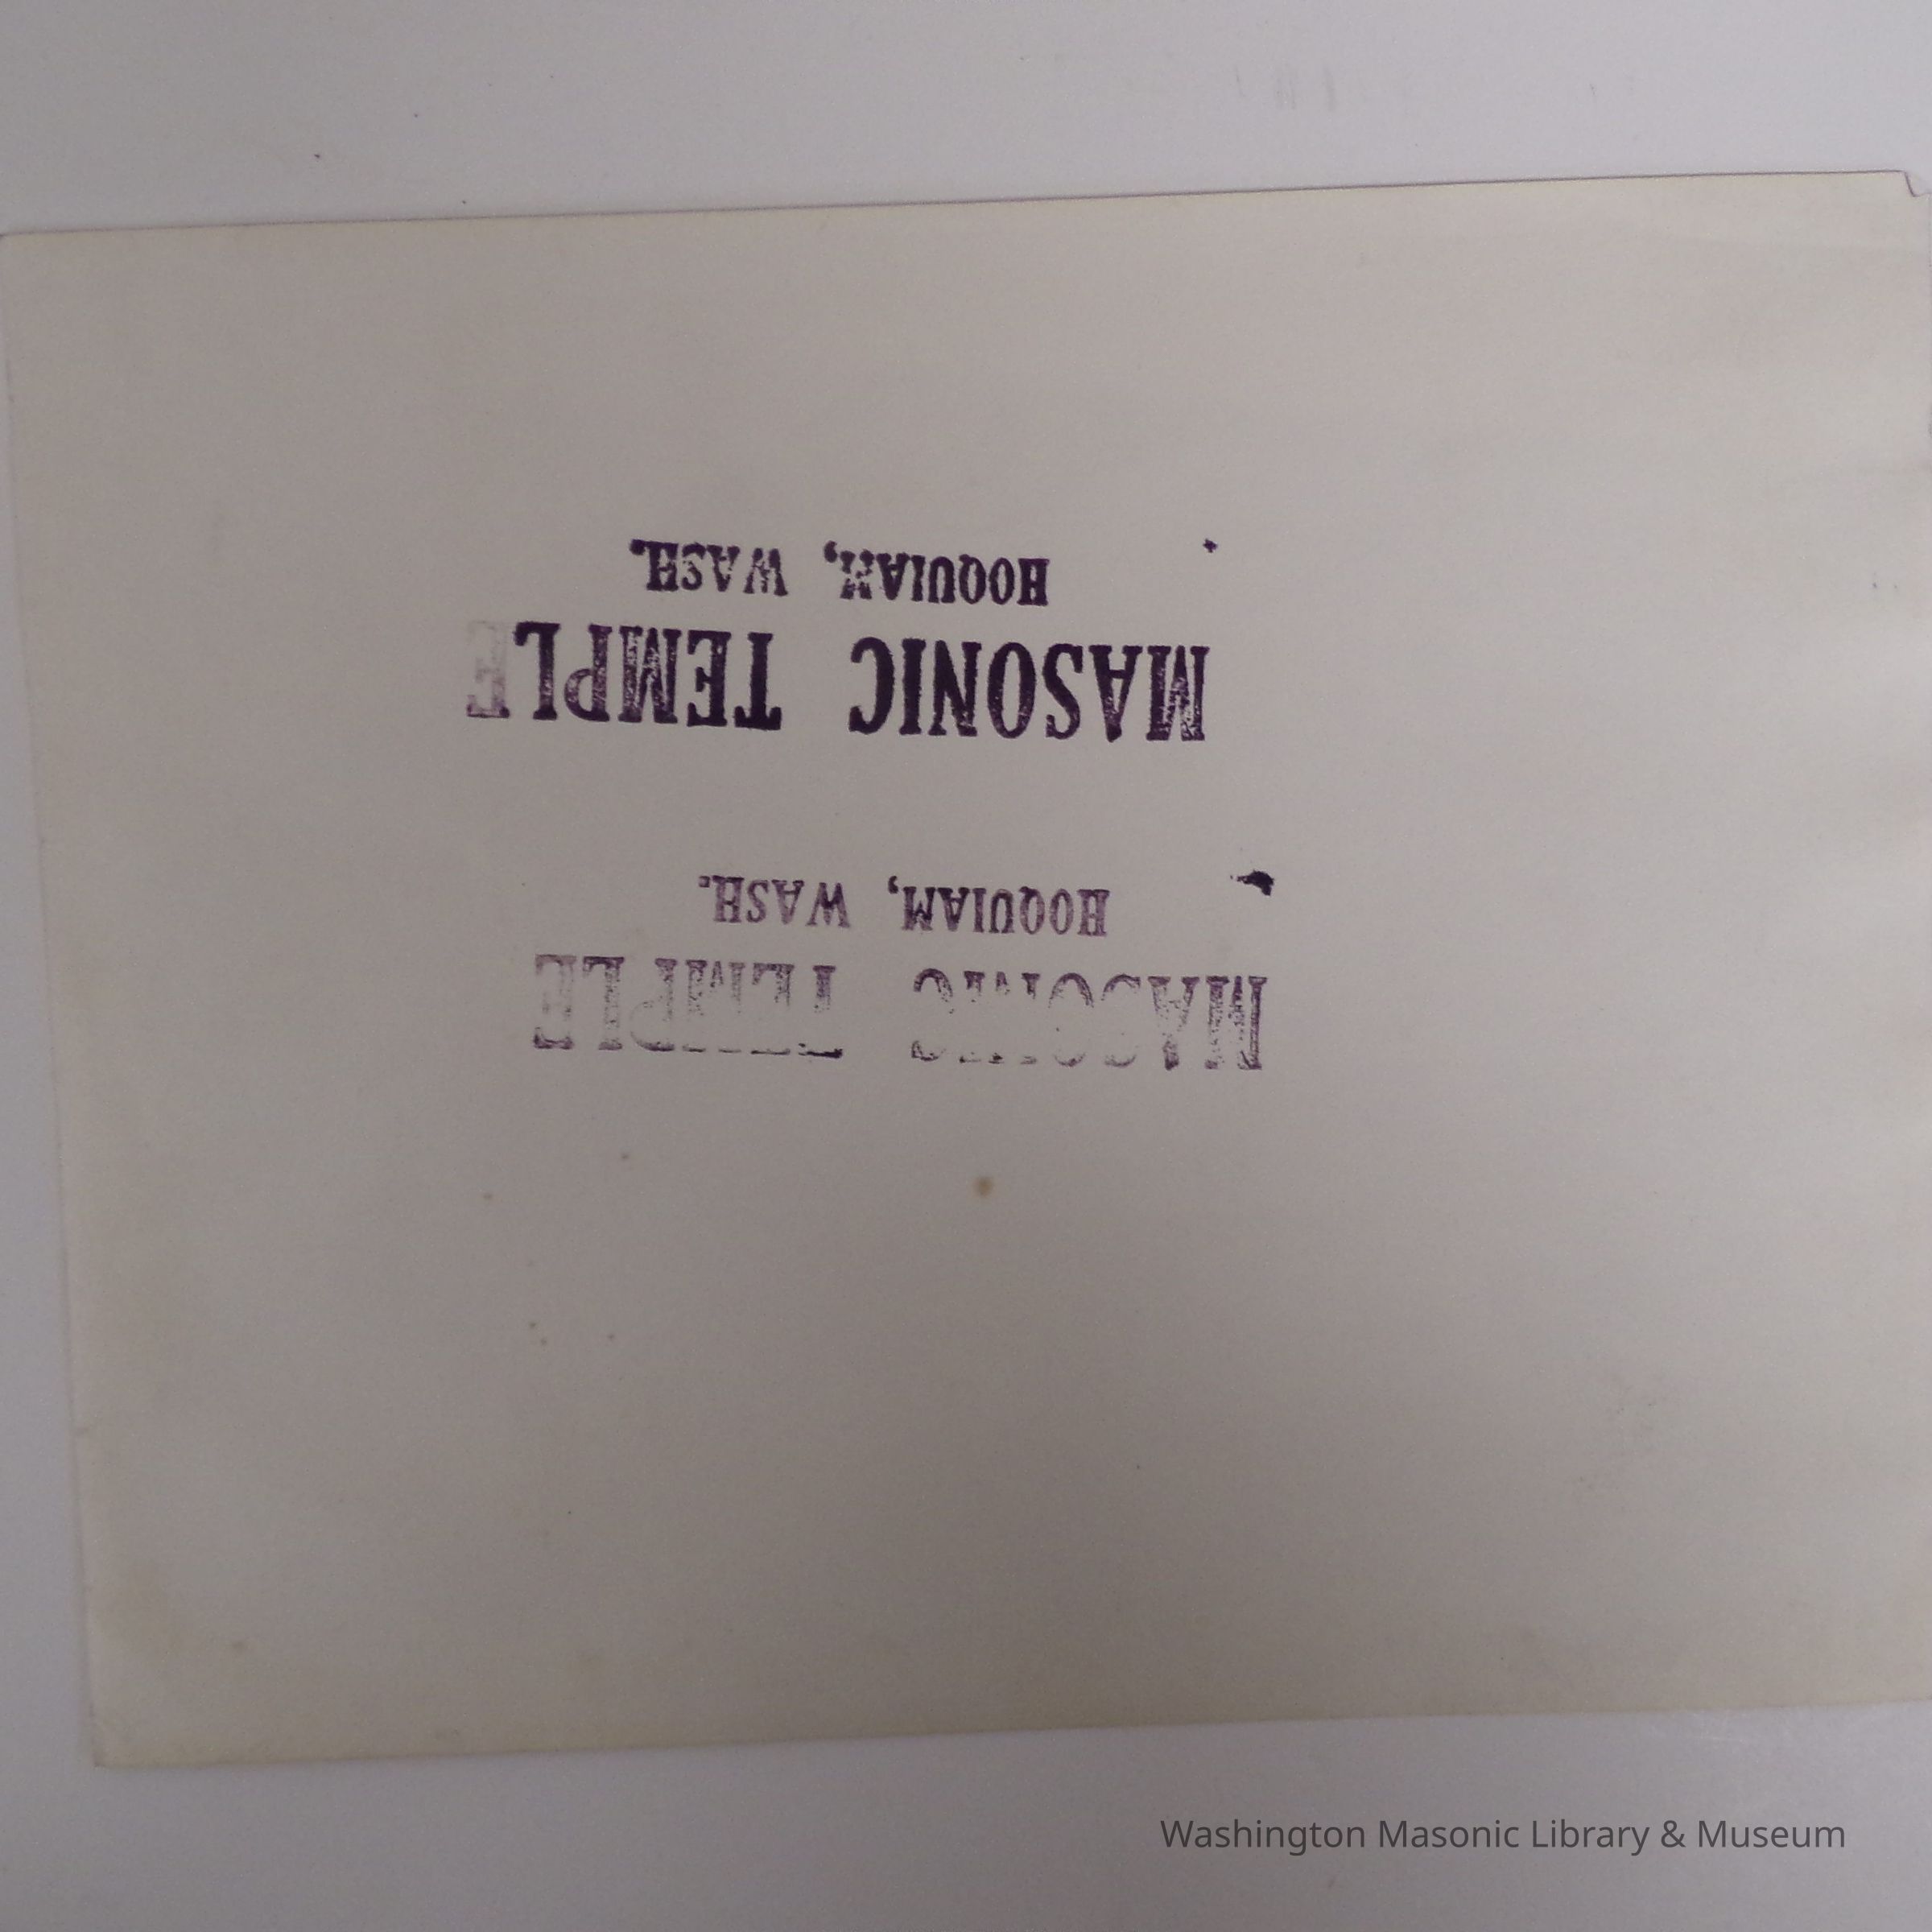 MASONIC TEMPLE
HOQUIAM, WASH.
MASONIC TEMPLE
HOQUIAM, WASH.
Washington Masonic Library & Museum